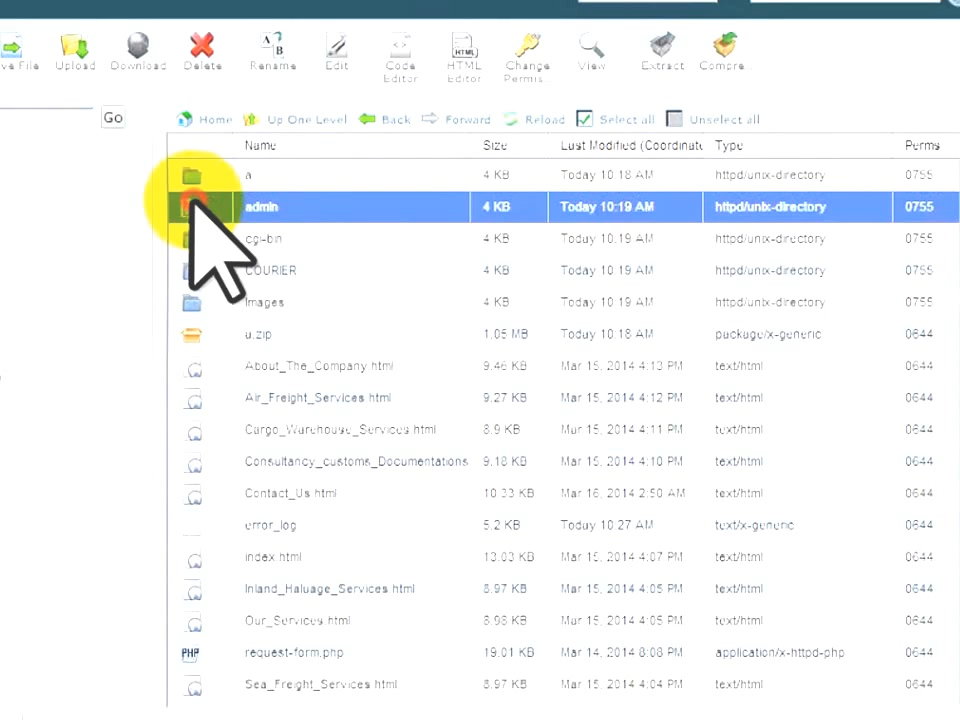 ve File Upload Download Delete Rename Edit Code Editor HTML Editor Change Permis... View Extract Compre...
Go
Home Up One Level Back Forward Reload Select all Unselect all
Name Size Last Modified (Coordinate Type Perms
a 4 KB Today 10:18 AM httpd/unix-directory 0755
admin 4 KB Today 10:19 AM httpd/unix-directory 0755
cgi-bin 4 KB Today 10:19 AM httpd/unix-directory 0755
COURIER 4 KB Today 10:19 AM httpd/unix-directory 0755
Images 4 KB Today 10:19 AM httpd/unix-directory 0755
a.zip 1.05 MB Today 10:18 AM package/x-generic 0644
About_The_Company.html 9.46 KB Mar 15, 2014 4:13 PM text/html 0644
Air_Freight_Services.html 9.27 KB Mar 15, 2014 4:12 PM text/html 0644
Cargo_Warehouse_Services.html 8.9 KB Mar 15, 2014 4:11 PM text/html 0644
Consultancy_customs_Documentations 9.18 KB Mar 15, 2014 4:10 PM text/html 0644
Contact_Us.html 10.33 KB Mar 16, 2014 2:50 AM text/html 0644
error_log 5.2 KB Today 10:27 AM text/x-generic 0644
index.html 13.03 KB Mar 15, 2014 4:07 PM text/html 0644
Inland_Haluage_Services.html 8.97 KB Mar 15, 2014 4:05 PM text/html 0644
Our_Services.html 8.98 KB Mar 15, 2014 4:05 PM text/html 0644
PHP request-form.php 19.01 KB Mar 14, 2014 8:08 PM application/x-httpd-php 0644
Sea_Freight_Services.html 8.97 KB Mar 15, 2014 4:04 PM text/html 0644